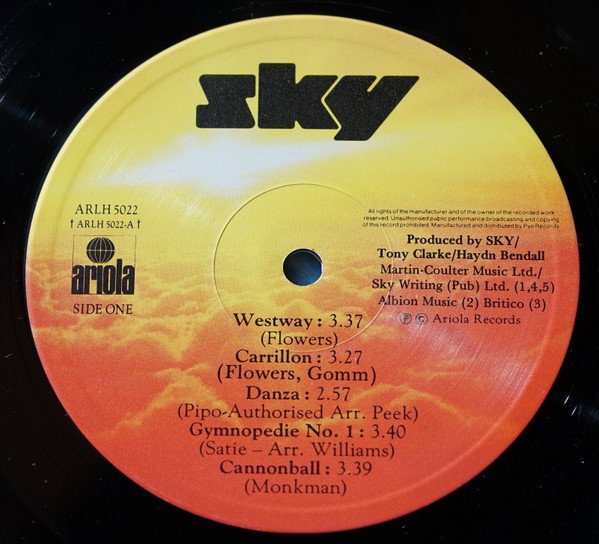 sky
ARLH 5022
† ARLH 5022-A †
ariola
SIDE ONE
All rights of the manufacturer and of the owner of the recorded work
reserved. Unauthorised public performance broadcasting and copying
of this record prohibited. Manufactured and distributed by Pye Records.
Produced by SKY/
Tony Clarke/Haydn Bendall
Martin-Coulter Music Ltd./
Sky Writing (Pub) Ltd. (1,4,5)
Albion Music (2) Britico (3)
Ⓟ © Ariola Records
Westway : 3.37
(Flowers)
Carrillon : 3.27
(Flowers, Gomm)
Danza : 2.57
(Pipo-Authorised Arr. Peek)
Gymnopedie No. 1 : 3.40
(Satie – Arr. Williams)
Cannonball : 3.39
(Monkman)